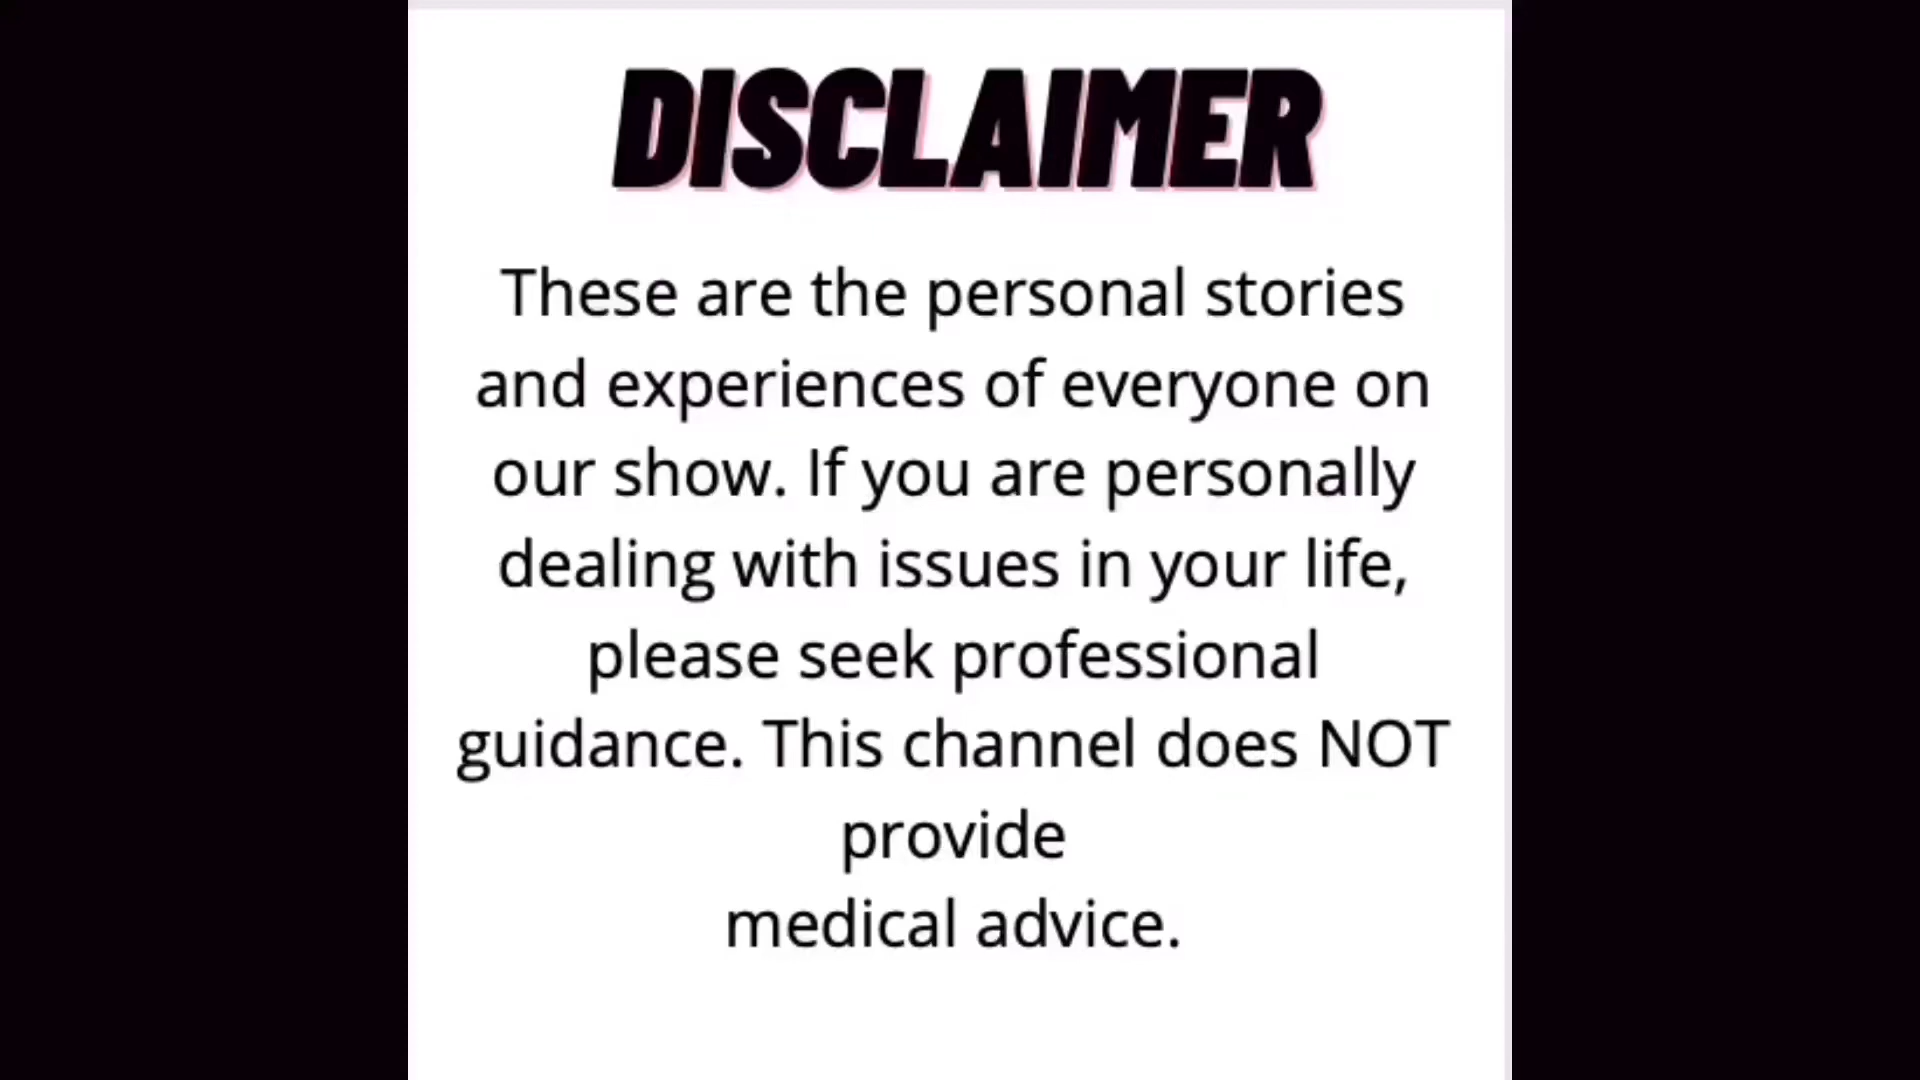 DISCLAIMER
These are the personal stories
and experiences of everyone on
our show. If you are personally
dealing with issues in your life,
please seek professional
guidance. This channel does NOT
provide
medical advice.